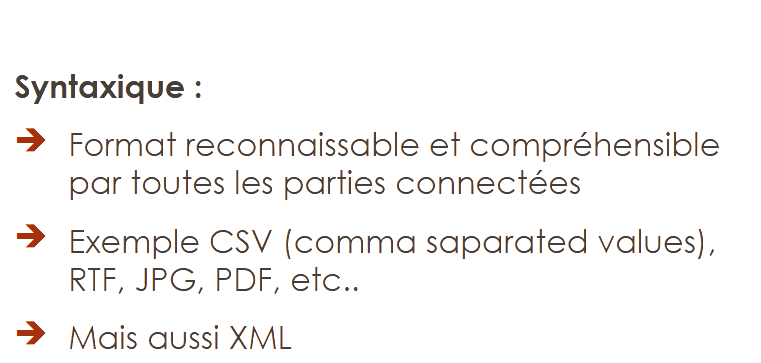 Syntaxique :
Format reconnaissable et compréhensible
par toutes les parties connectées
Exemple CSV (comma saparated values),
RTF, JPG, PDF, etc..
Mais aussi XML